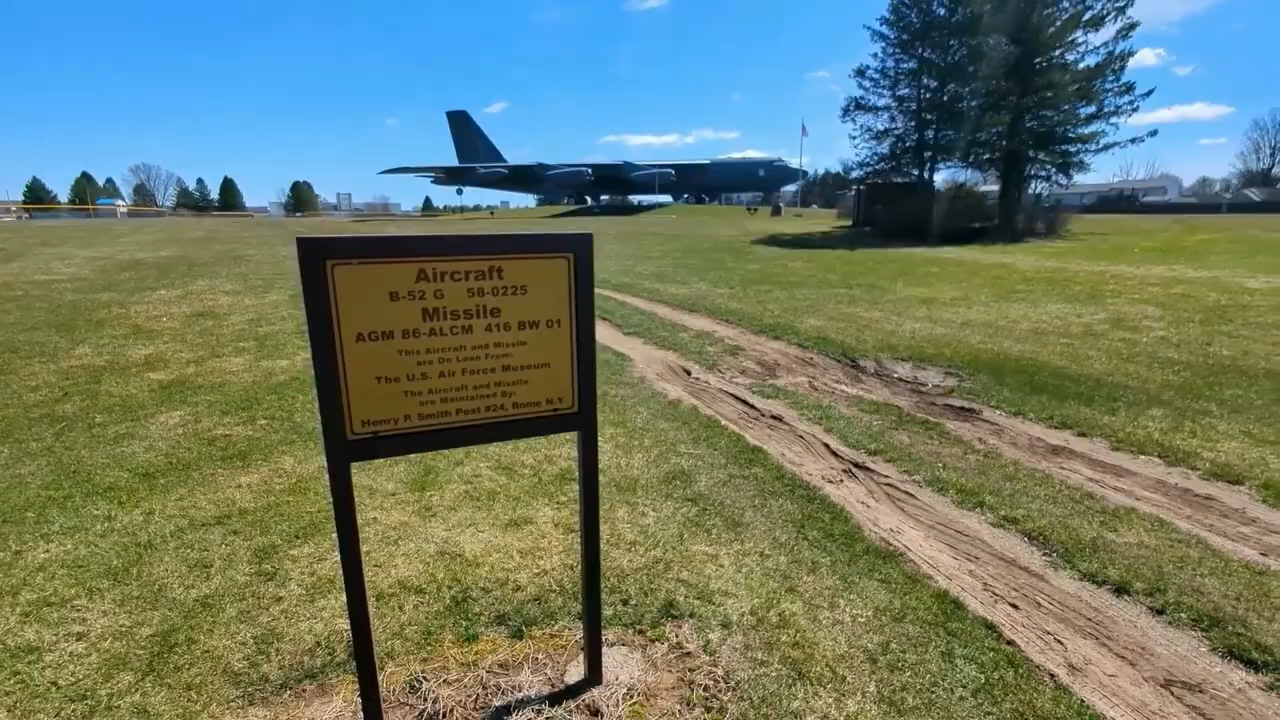 Aircraft
B-52 G 58-0225
Missile
AGM 86-ALCM 416 BW 01
This Aircraft and Missile
are On Loan From:
The U.S. Air Force Museum
The Aircraft and Missile
are Maintained By:
Henry P. Smith Post #24, Rome N.Y.